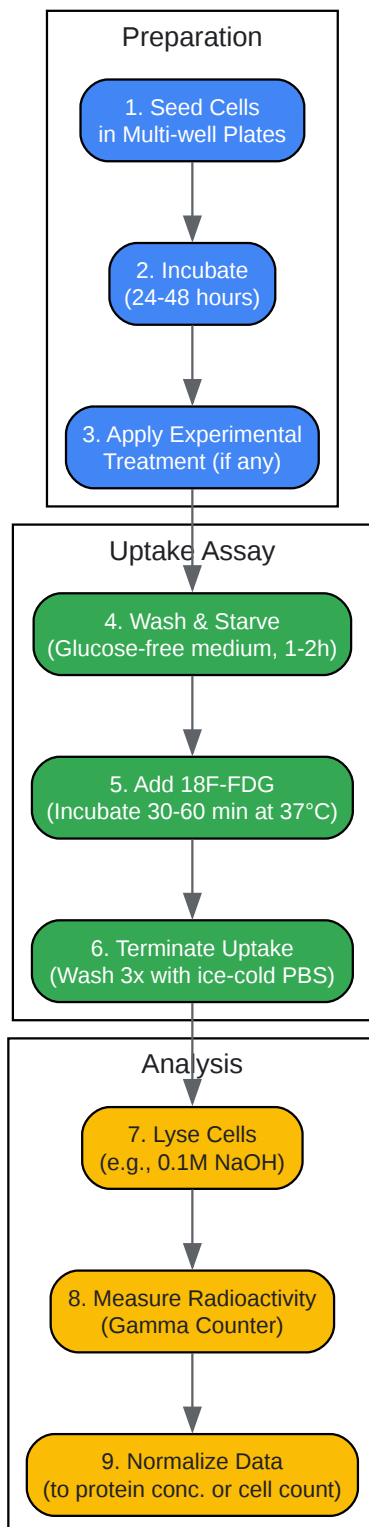 Preparation
1. Seed Cells
in Multi-well Plates
2. Incubate
(24-48 hours)
3. Apply Experimental
Treatment (if any)
Uptake Assay
4. Wash & Starve
(Glucose-free medium, 1-2h)
5. Add 18F-FDG
(Incubate 30-60 min at 37°C)
6. Terminate Uptake
(Wash 3x with ice-cold PBS)
Analysis
7. Lyse Cells
(e.g., 0.1M NaOH)
8. Measure Radioactivity
(Gamma Counter)
9. Normalize Data
(to protein conc. or cell count)